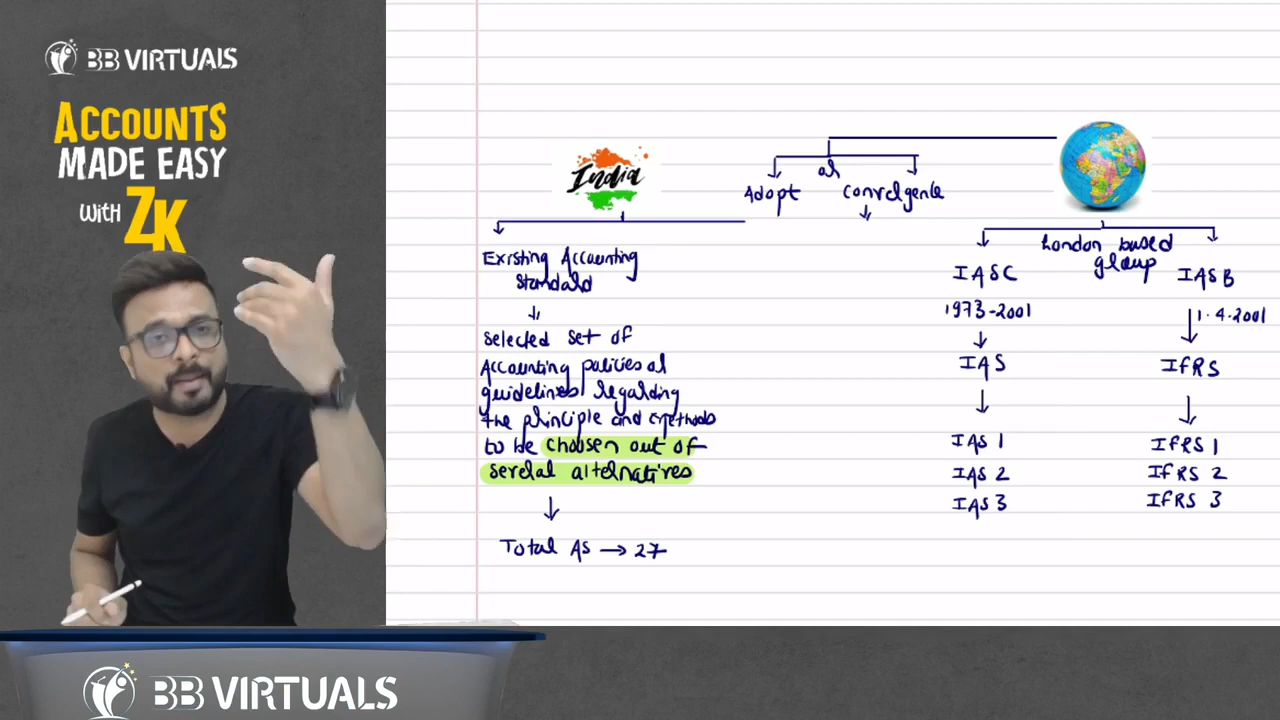 BB VIRTUALS
ACCOUNTS
MADE EASY
WITH ZK
India
or
Adopt
Convergence
Existing Accounting
Standard
Selected set of
Accounting policies or
guidelines regarding
the principle and methods
to be choosen out of
several alternatives
Total AS → 27
London based
group
IASC
1973-2001
IAS
IAS 1
IAS 2
IAS 3
IASB
1.4.2001
IFRS
IFRS 1
IFRS 2
IFRS 3
BB VIRTUALS